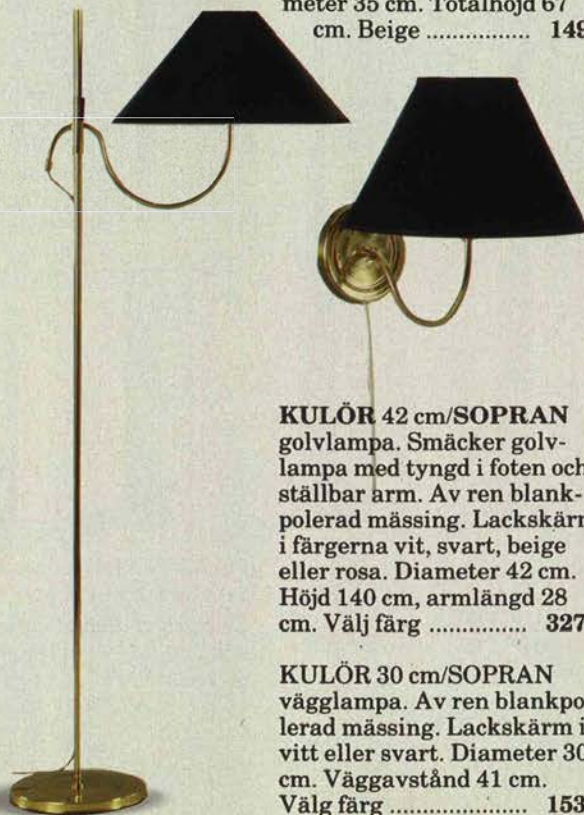 meter 35 cm. Totalhöjd 67
cm. Beige ................ 149
KULÖR 42 cm/SOPRAN
golvlampa. Smäcker golv-
lampa med tyngd i foten och
ställbar arm. Av ren blank-
polerad mässing. Lackskärm
i färgerna vit, svart, beige
eller rosa. Diameter 42 cm.
Höjd 140 cm, armlängd 28
cm. Välj färg ............... 327
KULÖR 30 cm/SOPRAN
vägglampa. Av ren blankpo
lerad mässing. Lackskärm i
vitt eller svart. Diameter 30
cm. Väggavstånd 41 cm.
Välg färg ..................... 153